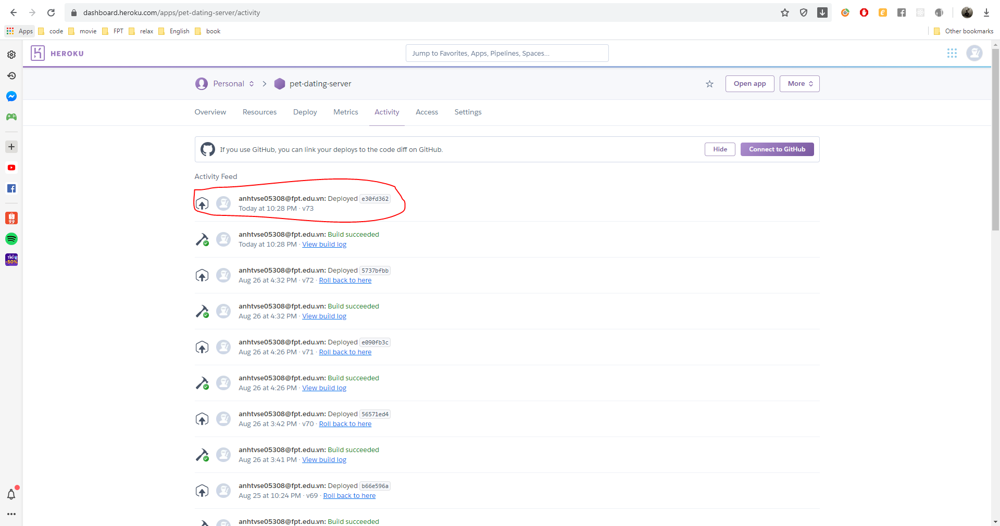 dashboard.heroku.com/apps/pet-dating-server/activity
Apps code movie FPT relax English book Other bookmarks
HEROKU
Jump to Favorites, Apps, Pipelines, Spaces...
Personal pet-dating-server
Open app More
Overview Resources Deploy Metrics Activity Access Settings
If you use GitHub, you can link your deploys to the code diff on GitHub.
Hide Connect to GitHub
Activity Feed
anhtvse05308@fpt.edu.vn: Deployed e30fd362
Today at 10:28 PM · v73
anhtvse05308@fpt.edu.vn: Build succeeded
Today at 10:28 PM · View build log
anhtvse05308@fpt.edu.vn: Deployed 5737bfbb
Aug 26 at 4:32 PM · v72 · Roll back to here
anhtvse05308@fpt.edu.vn: Build succeeded
Aug 26 at 4:32 PM · View build log
anhtvse05308@fpt.edu.vn: Deployed e090fb3c
Aug 26 at 4:26 PM · v71 · Roll back to here
anhtvse05308@fpt.edu.vn: Build succeeded
Aug 26 at 4:26 PM · View build log
anhtvse05308@fpt.edu.vn: Deployed 56571ed4
Aug 26 at 3:42 PM · v70 · Roll back to here
anhtvse05308@fpt.edu.vn: Build succeeded
Aug 26 at 3:41 PM · View build log
anhtvse05308@fpt.edu.vn: Deployed b66e596a
Aug 25 at 10:24 PM · v69 · Roll back to here
anhtvse05308@fpt.edu.vn: Build succeeded
9.9
TIKI
-50%